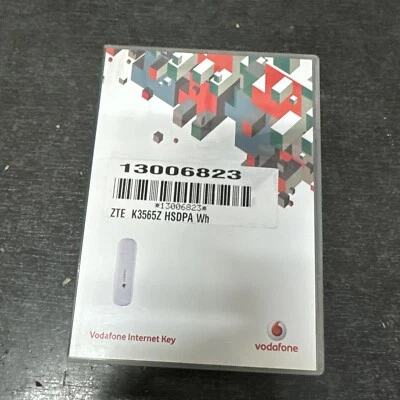 13006823
*13006823*
ZTE K3565Z HSDPA Wh
Vodafone Internet Key
vodafone